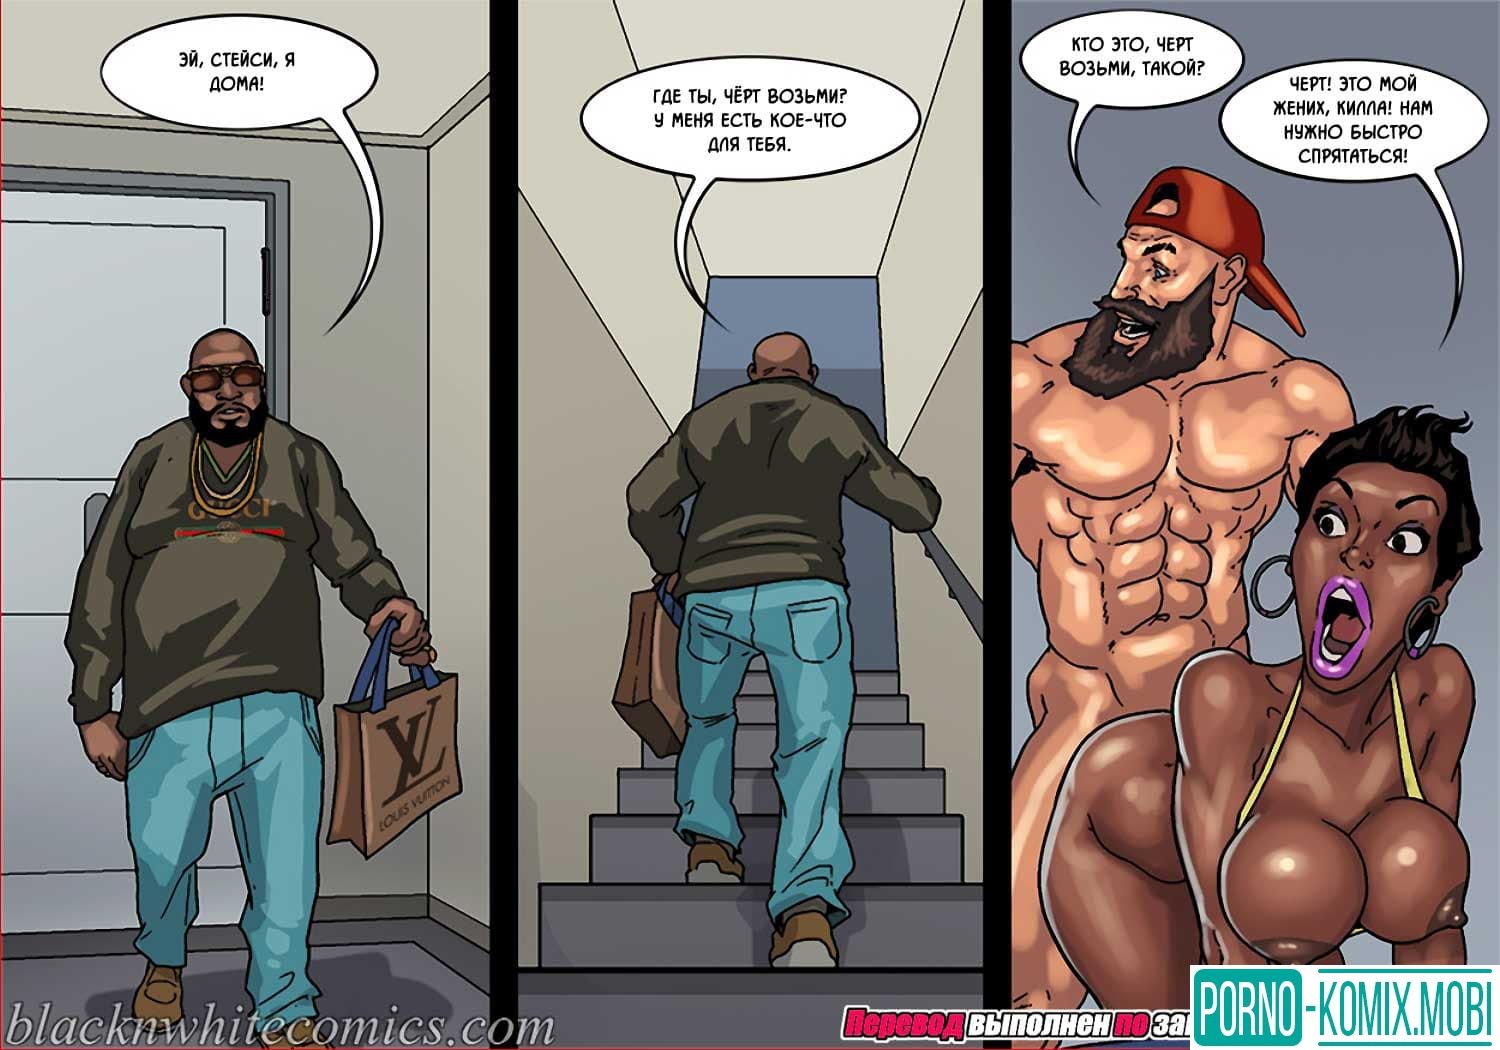 ЭЙ, СТЕЙСИ, Я
ДОМА!
ГДЕ ТЫ, ЧЁРТ ВОЗЬМИ?
У МЕНЯ ЕСТЬ КОЕ-ЧТО
ДЛЯ ТЕБЯ.
КТО ЭТО, ЧЕРТ
ВОЗЬМИ, ТАКОЙ?
ЧЕРТ! ЭТО МОЙ
ЖЕНИХ, КИЛЛА! НАМ
НУЖНО БЫСТРО
СПРЯТАТЬСЯ!
GUCCI
LV
LOUIS VUITTON
blacknwhitecomics.com
Перевод выполнен по за
PORNO-KOMIX.MOBI